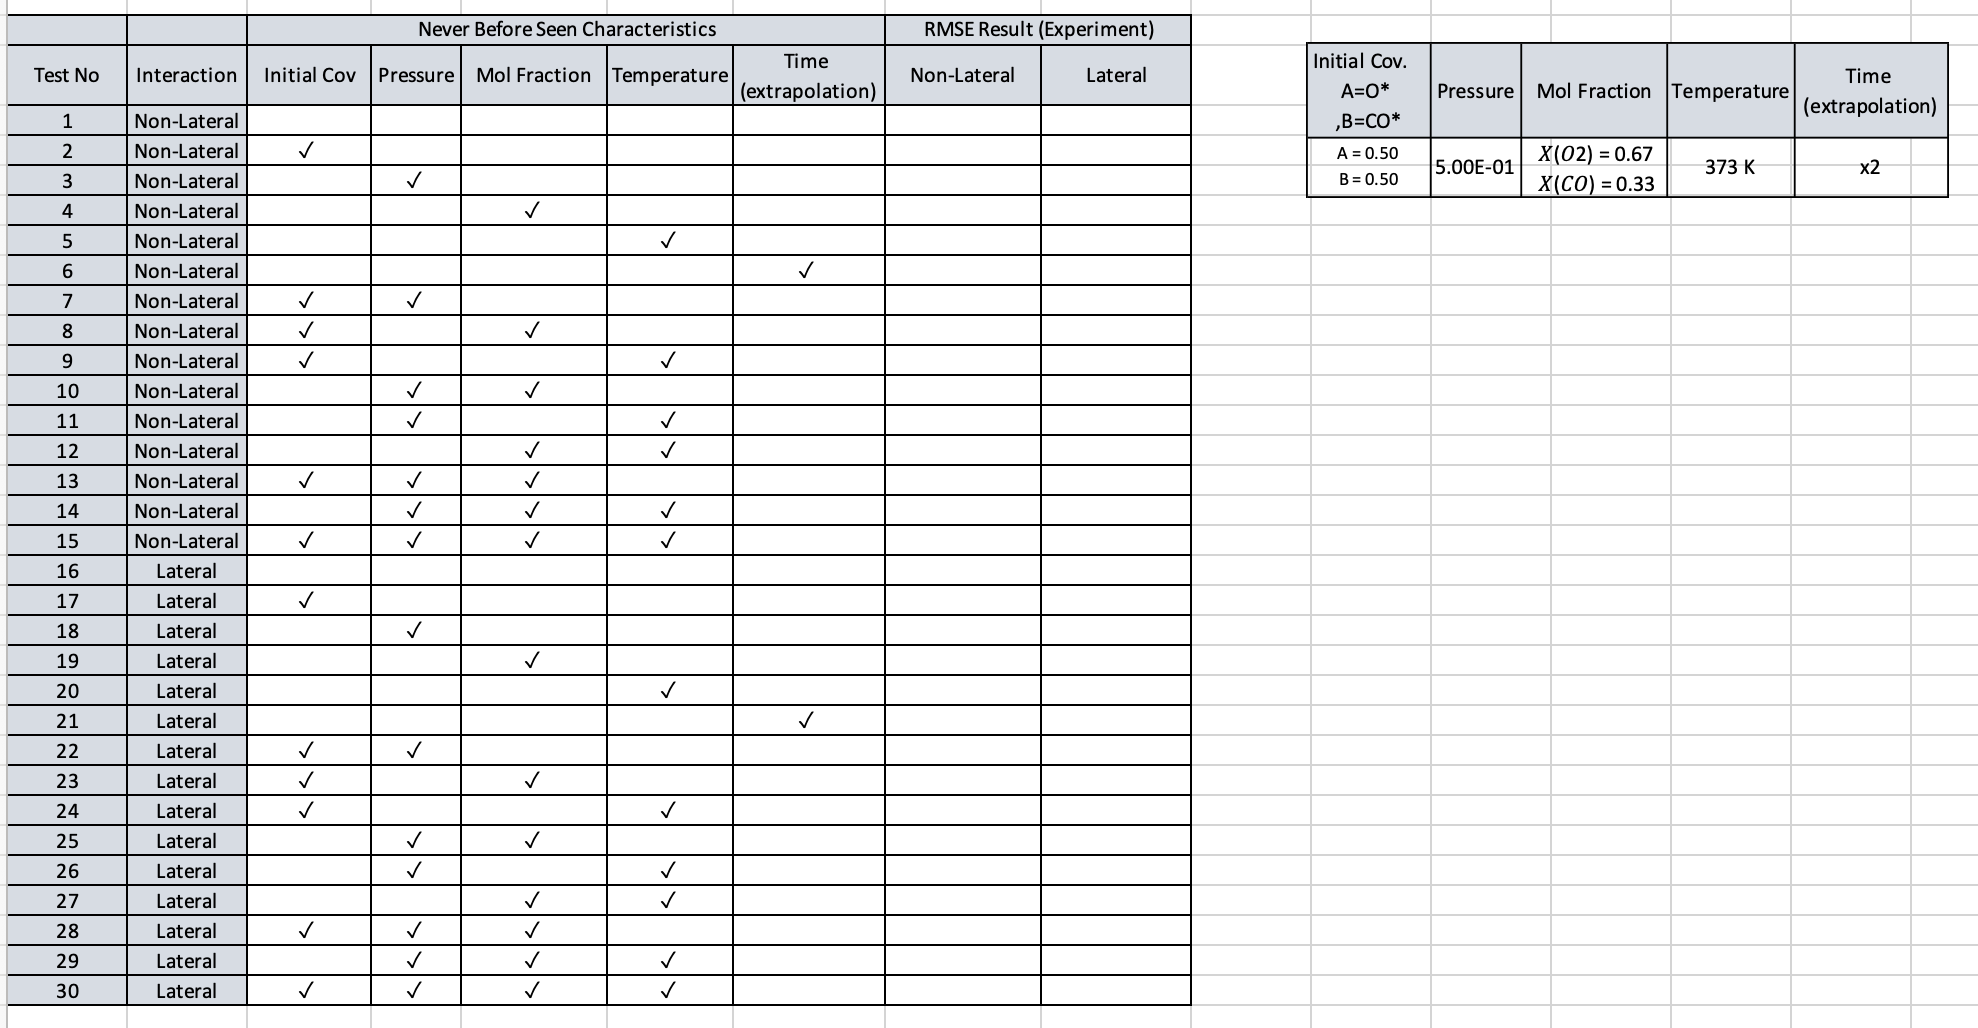 Never Before Seen Characteristics RMSE Result (Experiment)
Test No Interaction Initial Cov Pressure Mol Fraction Temperature Time (extrapolation) Non-Lateral Lateral
1 Non-Lateral
2 Non-Lateral ✓
3 Non-Lateral ✓
4 Non-Lateral ✓
5 Non-Lateral ✓
6 Non-Lateral ✓
7 Non-Lateral ✓ ✓
8 Non-Lateral ✓ ✓
9 Non-Lateral ✓ ✓
10 Non-Lateral ✓ ✓
11 Non-Lateral ✓ ✓
12 Non-Lateral ✓ ✓
13 Non-Lateral ✓ ✓ ✓
14 Non-Lateral ✓ ✓ ✓
15 Non-Lateral ✓ ✓ ✓ ✓
16 Lateral
17 Lateral ✓
18 Lateral ✓
19 Lateral ✓
20 Lateral ✓
21 Lateral ✓
22 Lateral ✓ ✓
23 Lateral ✓ ✓
24 Lateral ✓ ✓
25 Lateral ✓ ✓
26 Lateral ✓ ✓
27 Lateral ✓ ✓
28 Lateral ✓ ✓ ✓
29 Lateral ✓ ✓ ✓
30 Lateral ✓ ✓ ✓ ✓
Initial Cov.
A=O*
,B=CO*
Pressure
Mol Fraction
Temperature
Time
(extrapolation)
A = 0.50
B = 0.50
5.00E-01
X(O2) = 0.67
X(CO) = 0.33
373 K
x2